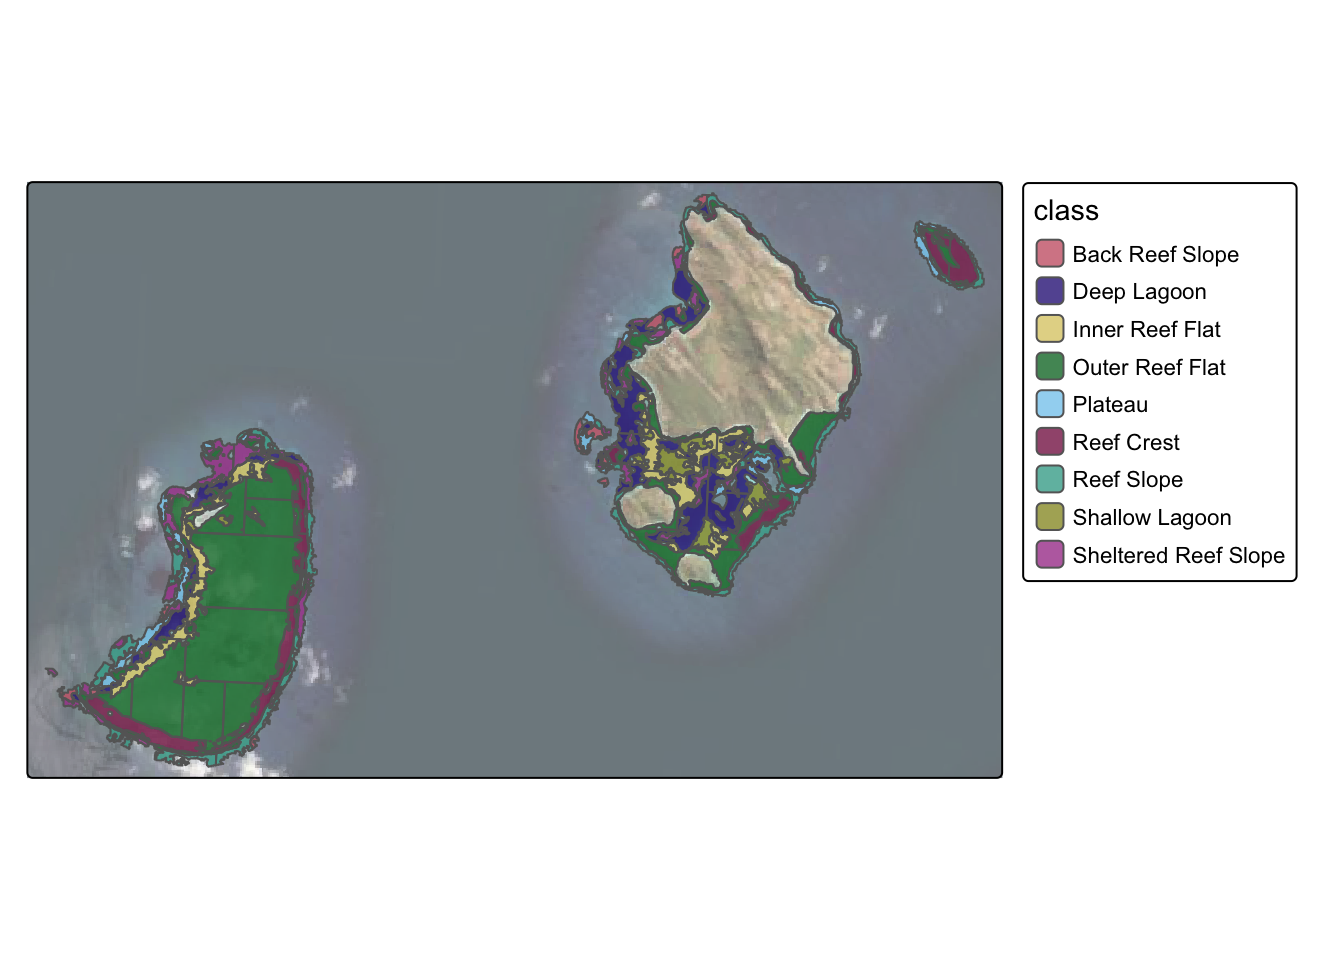 class
Back Reef Slope
Deep Lagoon
Inner Reef Flat
Outer Reef Flat
Plateau
Reef Crest
Reef Slope
Shallow Lagoon
Sheltered Reef Slope